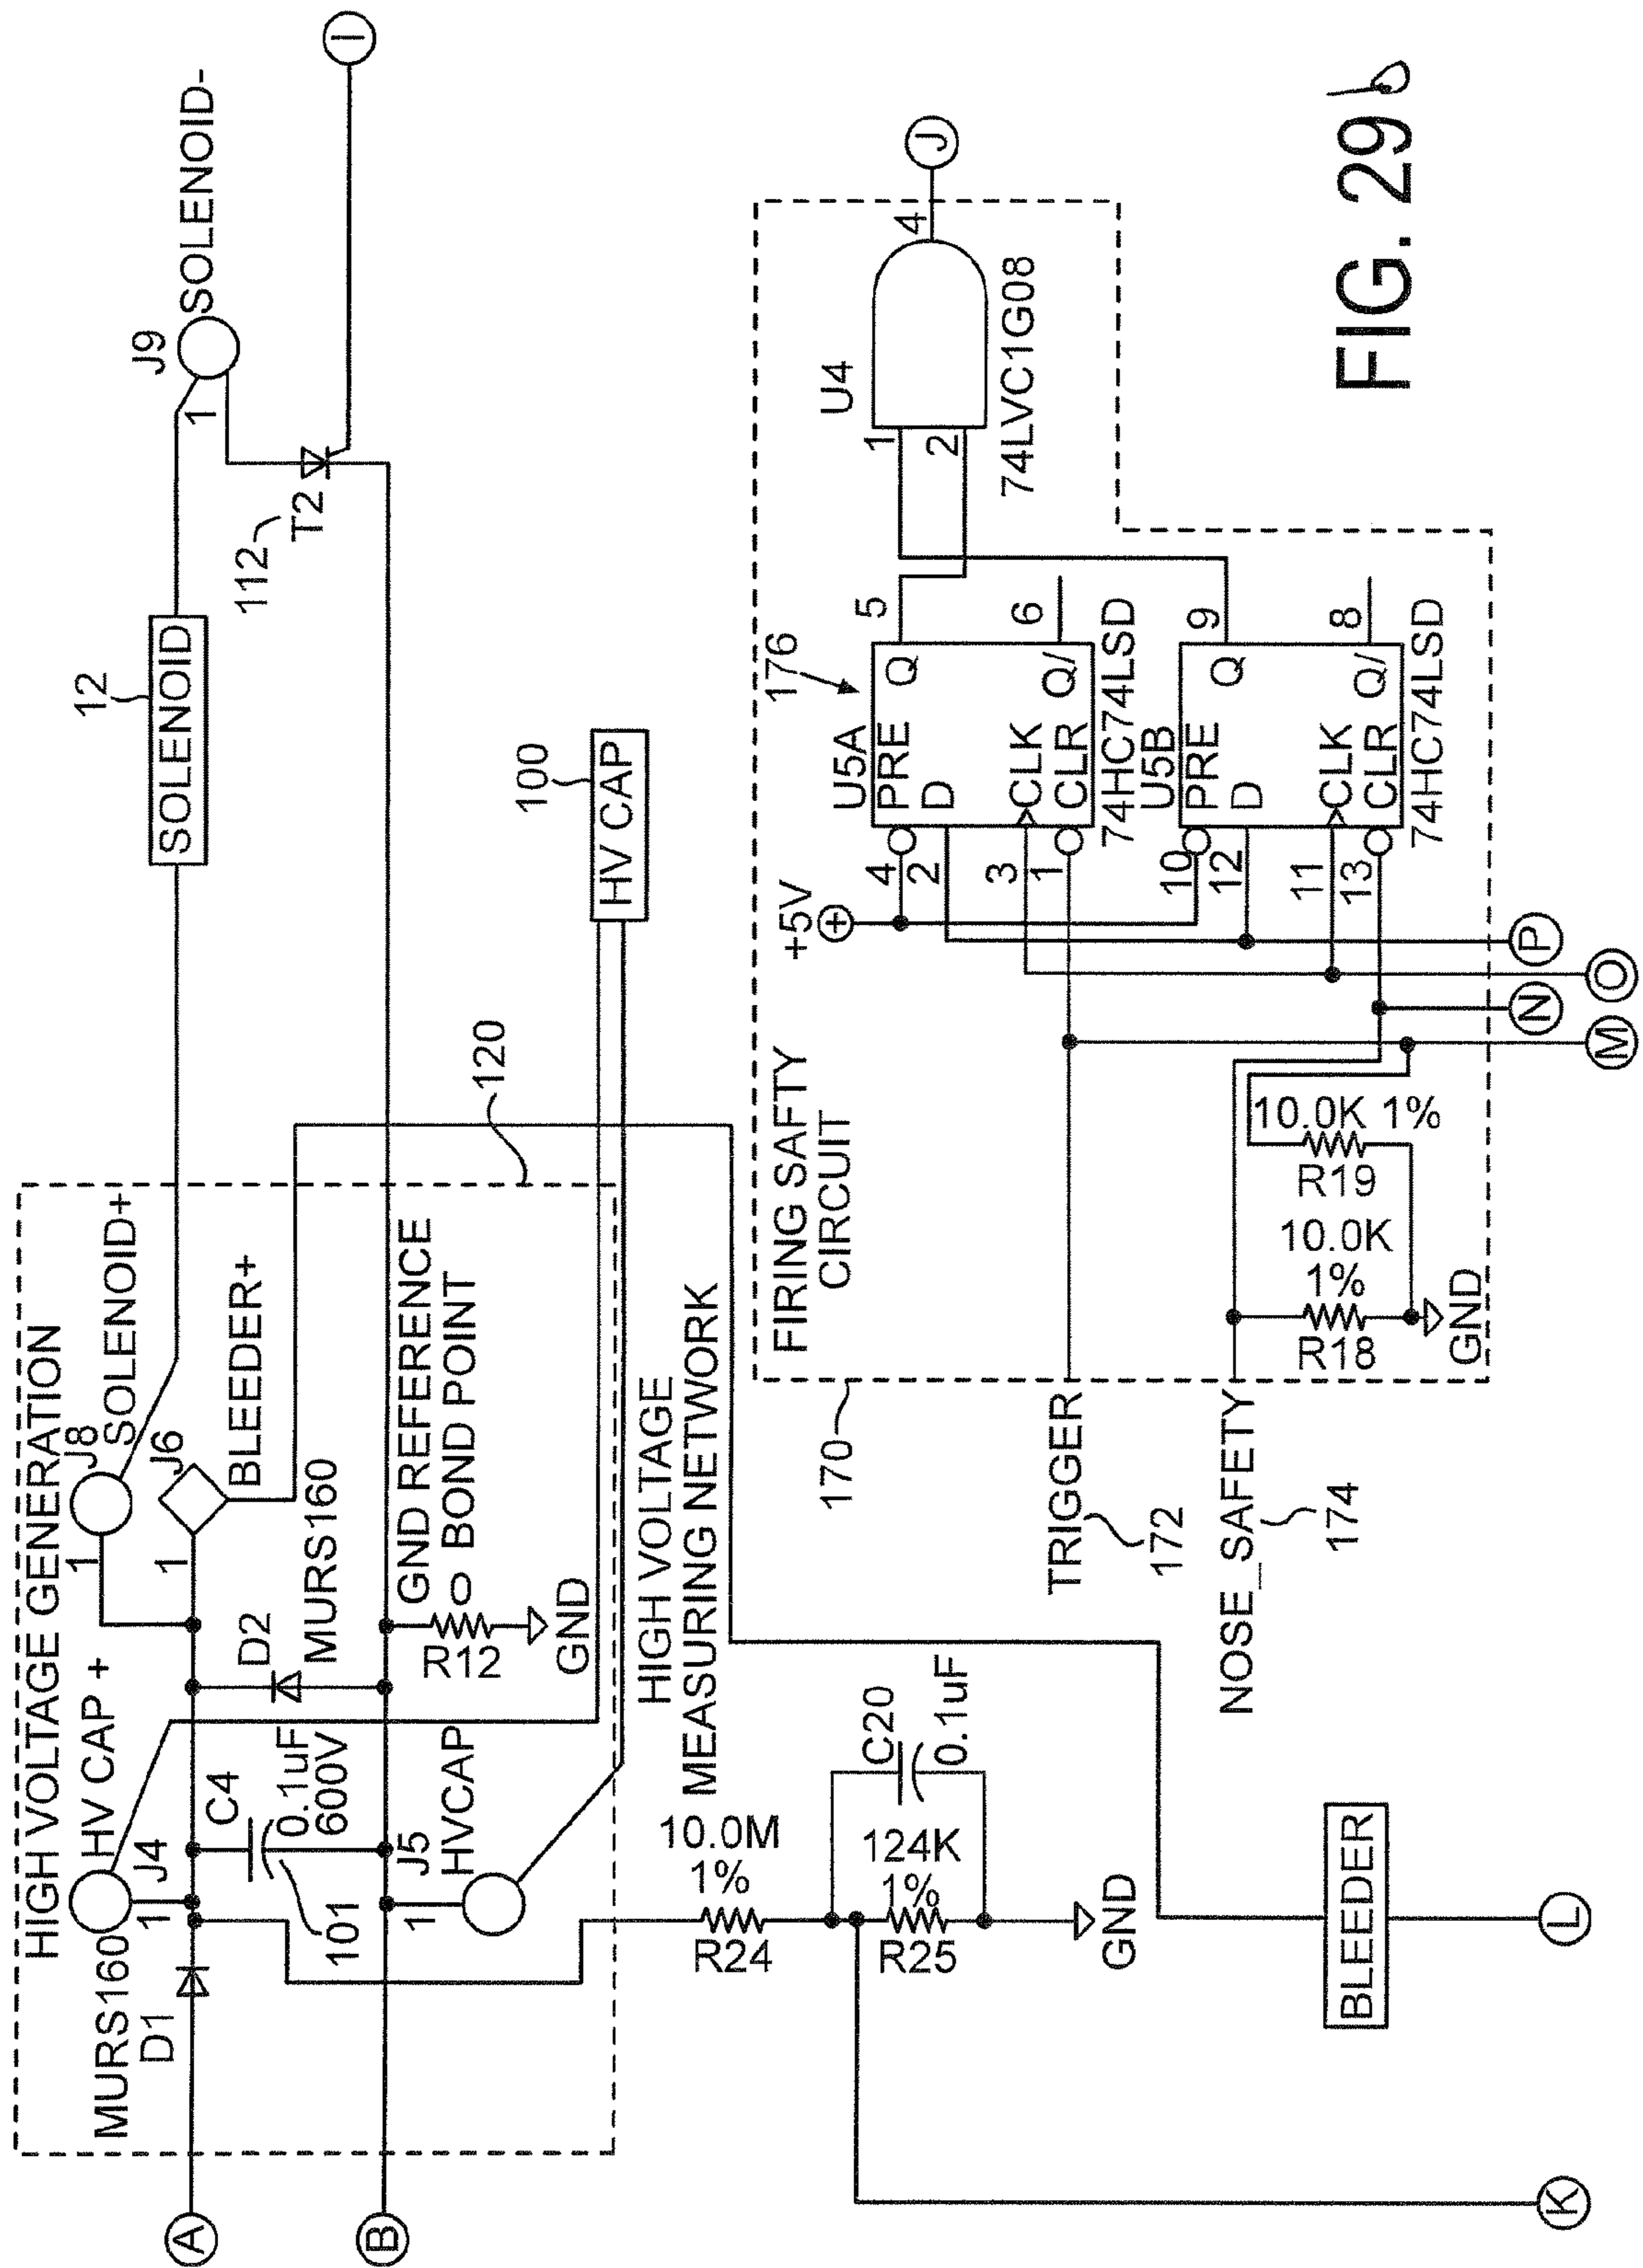 HIGH VOLTAGE GENERATION
MURS160
D1
HV CAP +
J4
1
J8
SOLENOID+
1
J6
1
BLEEDER+
C4
0.1uF
600V
101
D2
MURS160
GND REFERENCE
BOND POINT
0
R12
GND
J5
HVCAP
1
A
B
120
12
SOLENOID
J9
SOLENOID-
1
112
T2
I
100
HV CAP
HIGH VOLTAGE
MEASURING NETWORK
10.0M
1%
R24
124K
1%
R25
C20
0.1uF
GND
BLEEDER
K
L
170
FIRING SAFTY
CIRCUIT
TRIGGER
172
NOSE_SAFETY
174
10.0K 1%
R19
10.0K
1%
R18
GND
+5V
+
176
U5A
4
PRE
Q
5
2
D
3
CLK
6
1
CLR
Q/
74HC74LSD
U5B
10
PRE
Q
9
12
D
11
CLK
8
13
CLR
Q/
74HC74LSD
U4
1
2
4
74LVC1G08
J
M
N
O
P
FIG. 29b